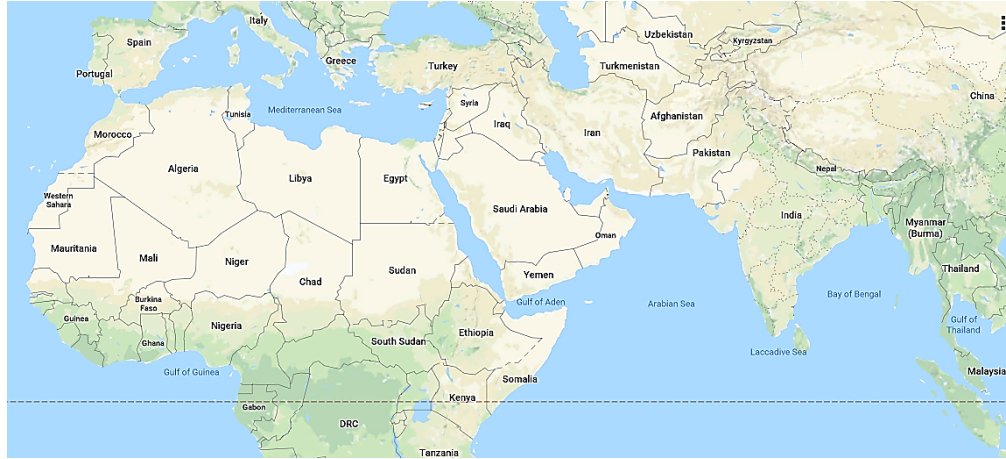 Italy
Spain
Portugal
Greece
Turkey
Uzbekistan
Kyrgyzstan
Turkmenistan
China
Mediterranean Sea
Tunisia
Syria
Morocco
Iraq
Iran
Afghanistan
Pakistan
Algeria
Libya
Egypt
Nepal
Western
Sahara
Saudi Arabia
India
Myanmar
(Burma)
Oman
Mauritania
Mali
Niger
Chad
Sudan
Yemen
Thailand
Burkina
Faso
Gulf of Aden
Arabian Sea
Bay of Bengal
Guinea
Nigeria
Ghana
South Sudan
Ethiopia
Gulf of
Thailand
Laccadive Sea
Gulf of Guinea
Somalia
Malaysia
Kenya
Gabon
DRC
Tanzania